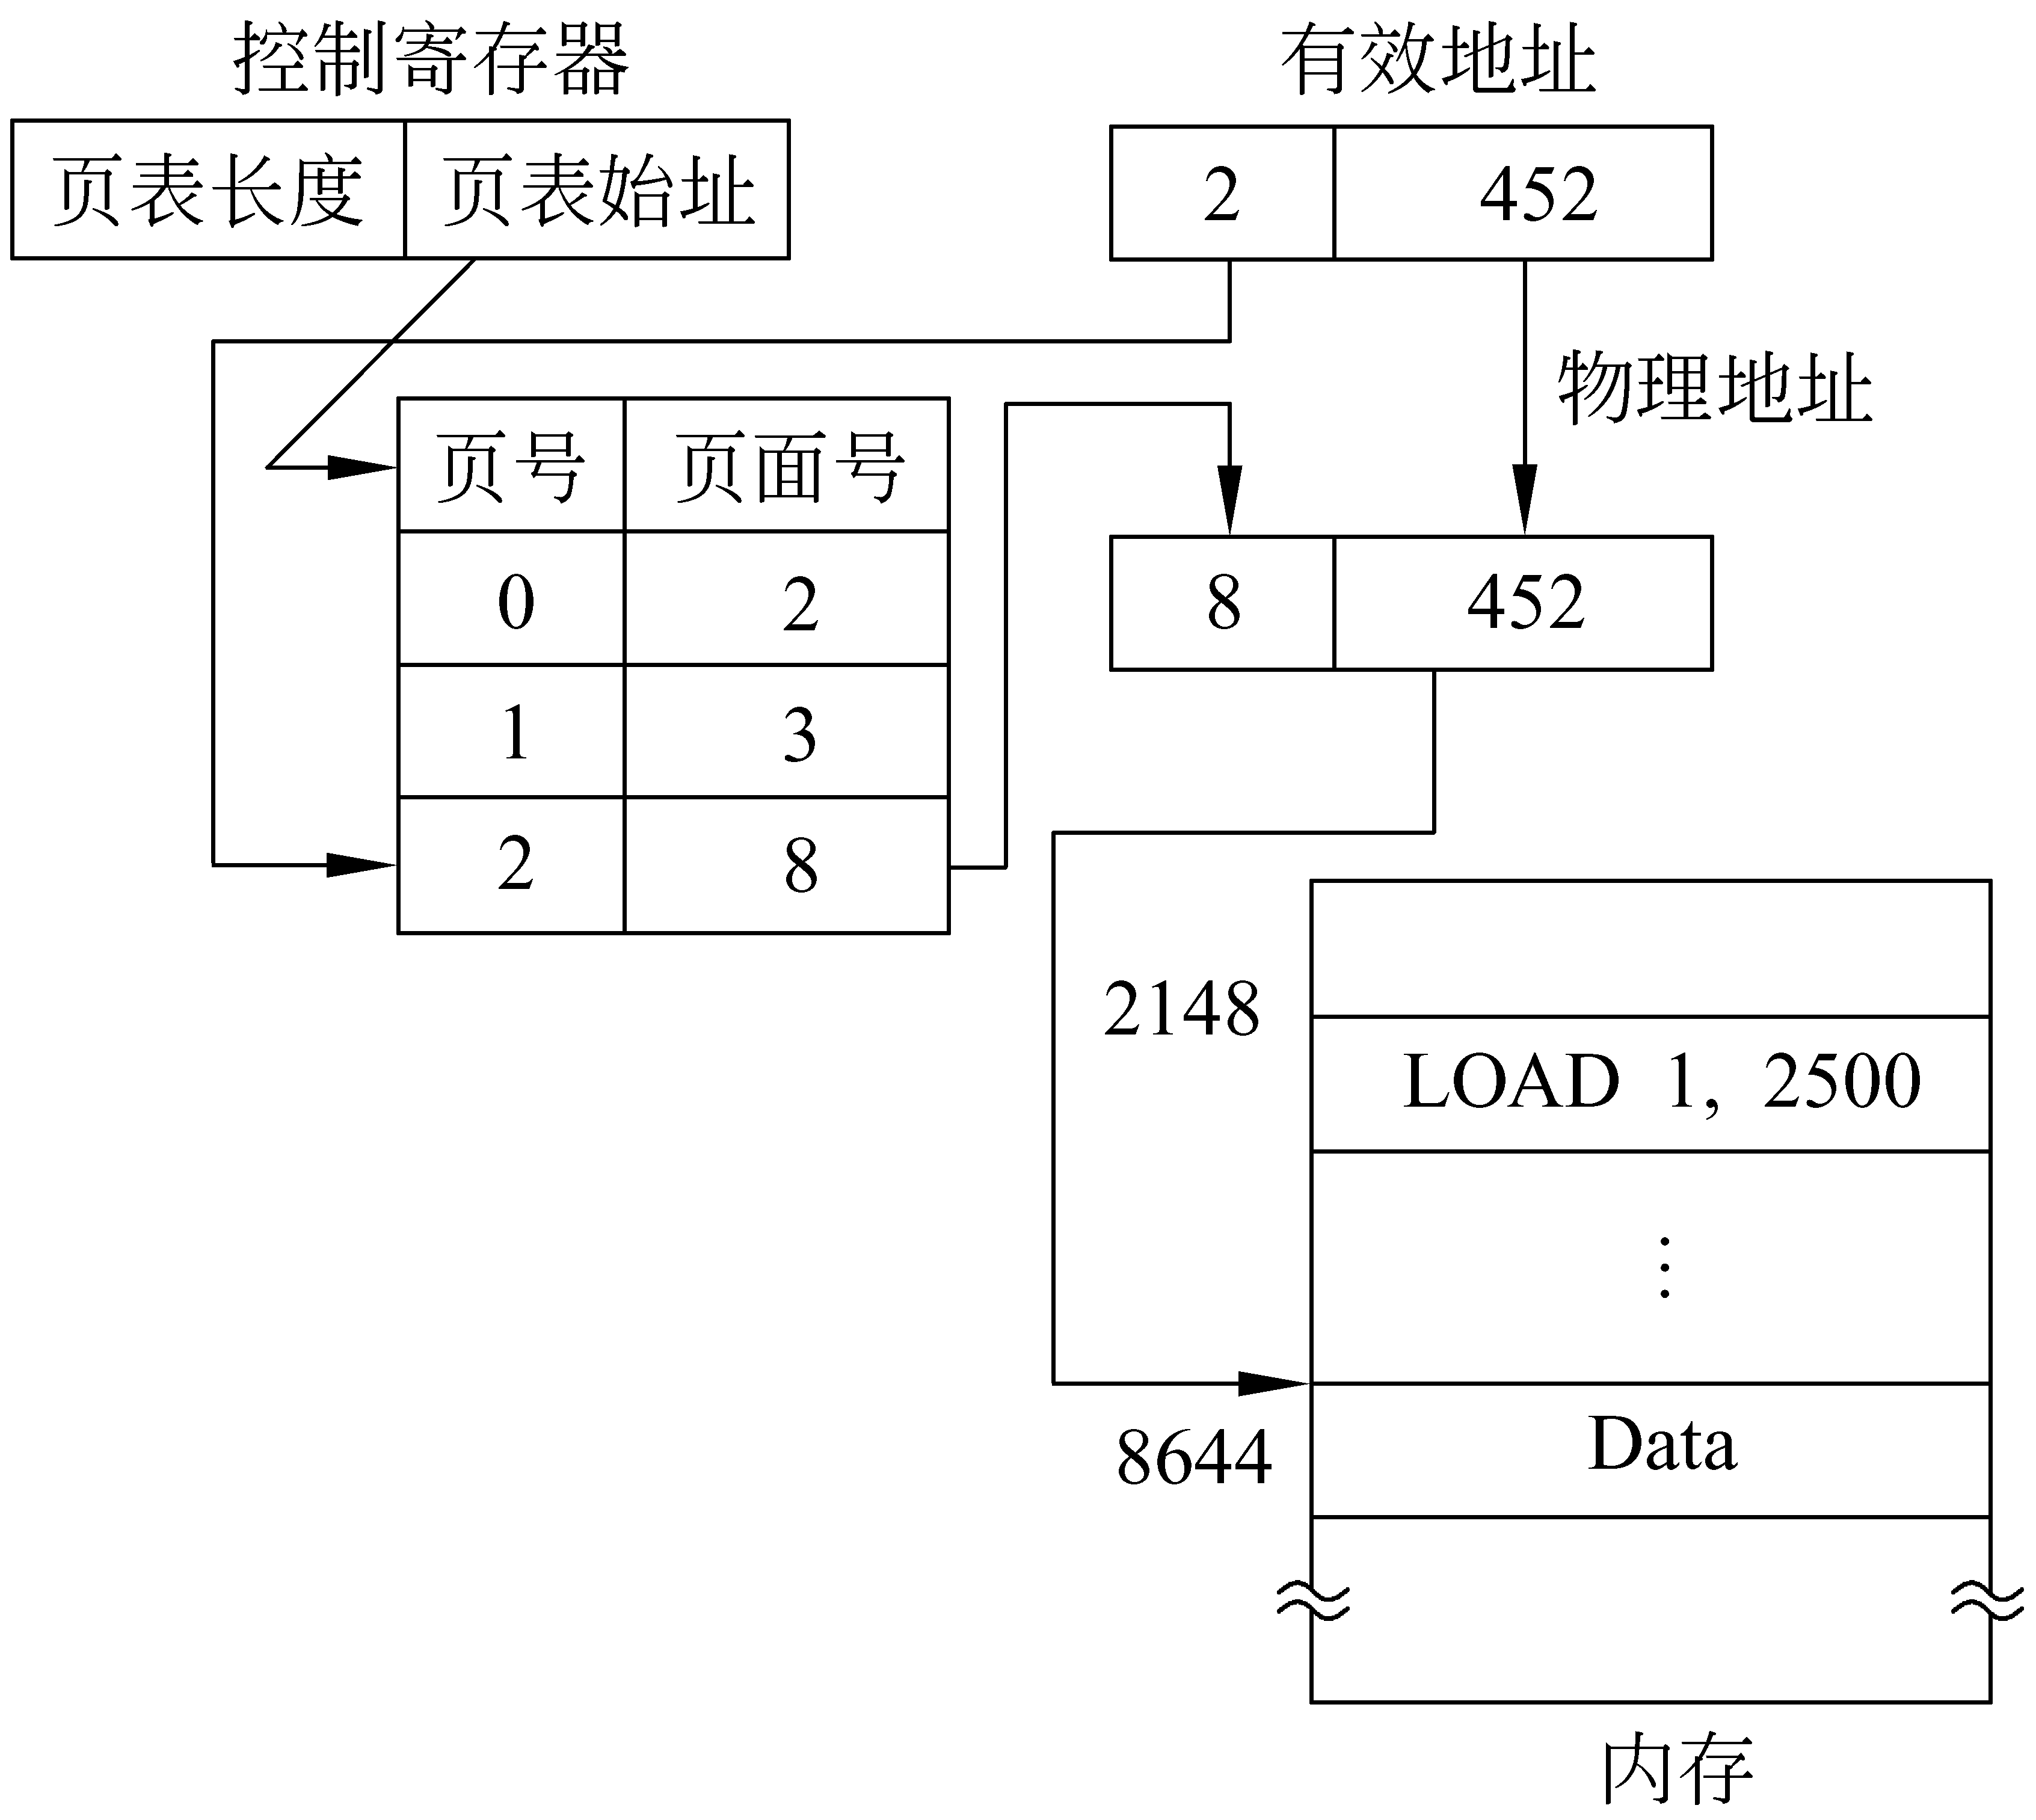 控制寄存器
有效地址
页表长度 页表始址
2 452
物理地址
页号 页面号
0 2
1 3
2 8
8 452
2148
LOAD 1, 2500
⋮
8644
Data
内存